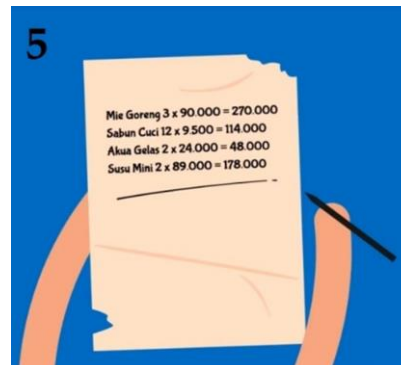 5
Mie Goreng 3 x 90.000 = 270.000
Sabun Cuci 12 x 9.500 = 114.000
Akua Gelas 2 x 24.000 = 48.000
Susu Mini 2 x 89.000 = 178.000